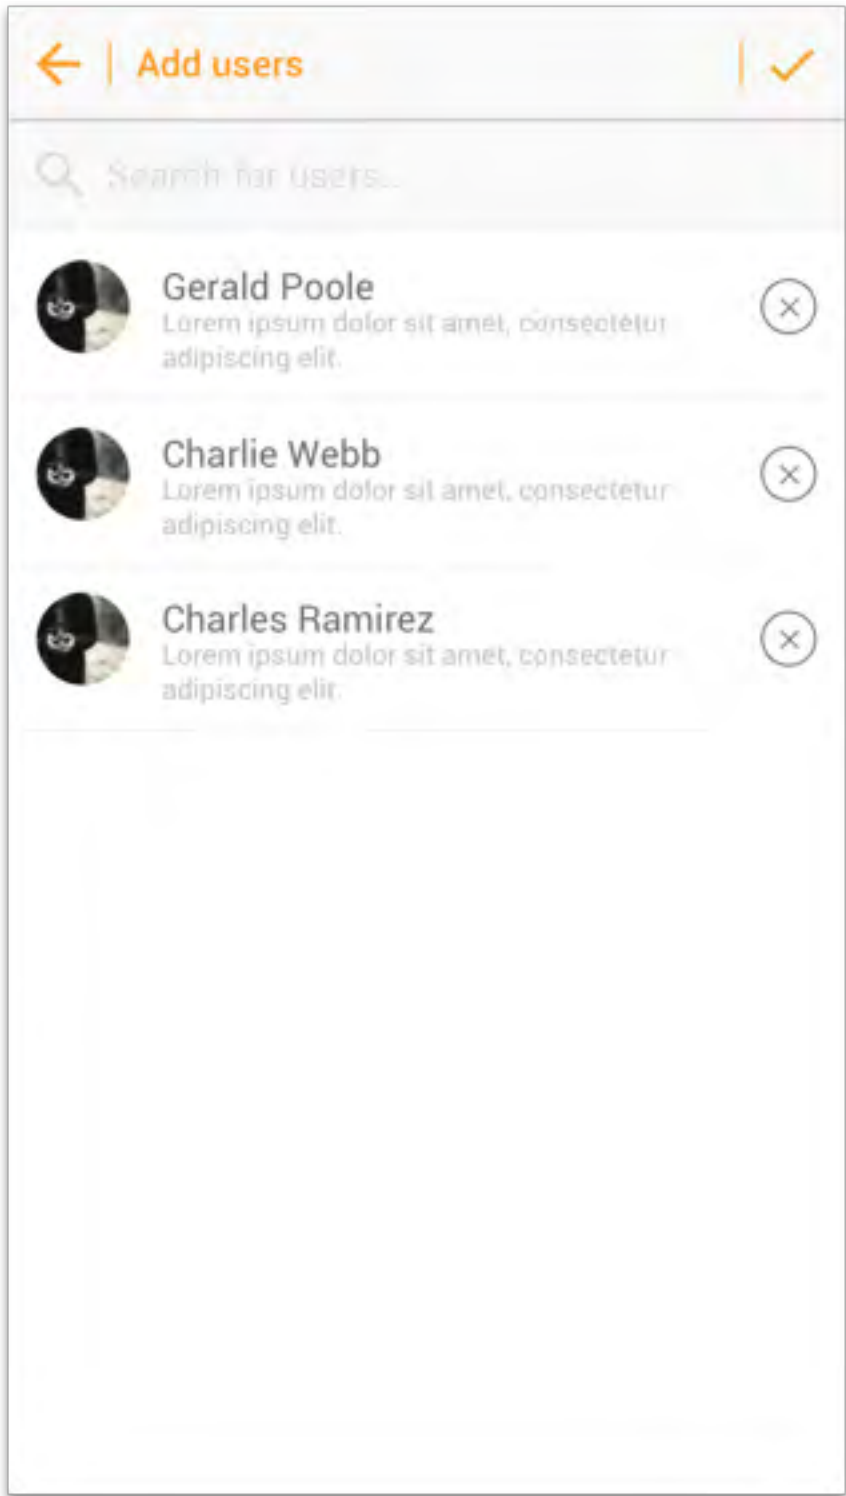 Add users
Search for users...
Gerald Poole
Lorem ipsum dolor sit amet, consectetur
adipiscing elit.
Charlie Webb
Lorem ipsum dolor sit amet, consectetur
adipiscing elit.
Charles Ramirez
Lorem ipsum dolor sit amet, consectetur
adipiscing elit.